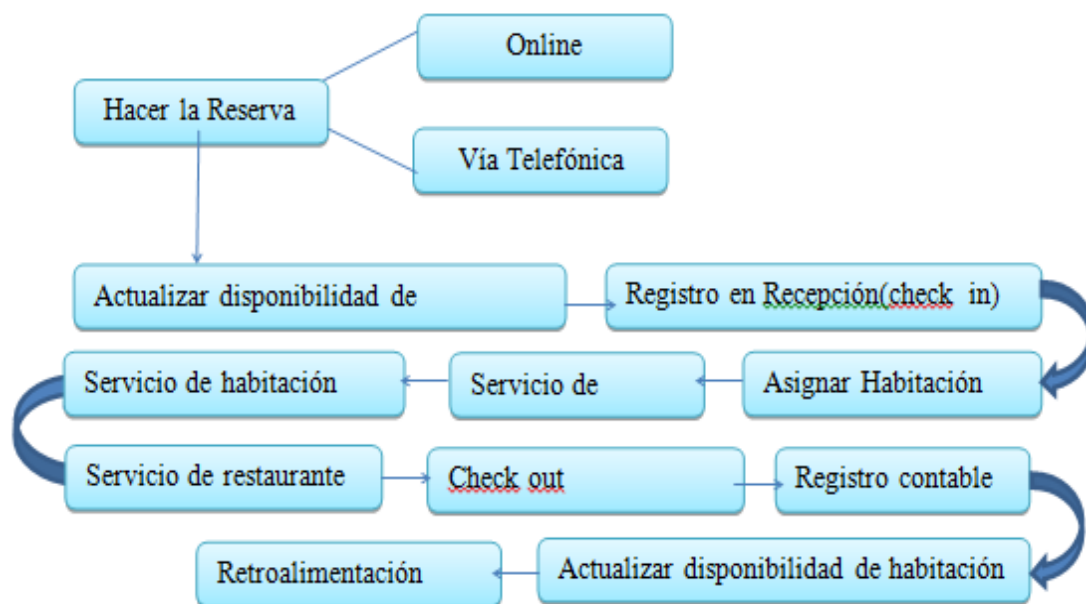 Online
Hacer la Reserva
Vía Telefónica
Actualizar disponibilidad de
Registro en Recepción(check in)
Asignar Habitación
Servicio de
Servicio de habitación
Servicio de restaurante
Check out
Registro contable
Actualizar disponibilidad de habitación
Retroalimentación